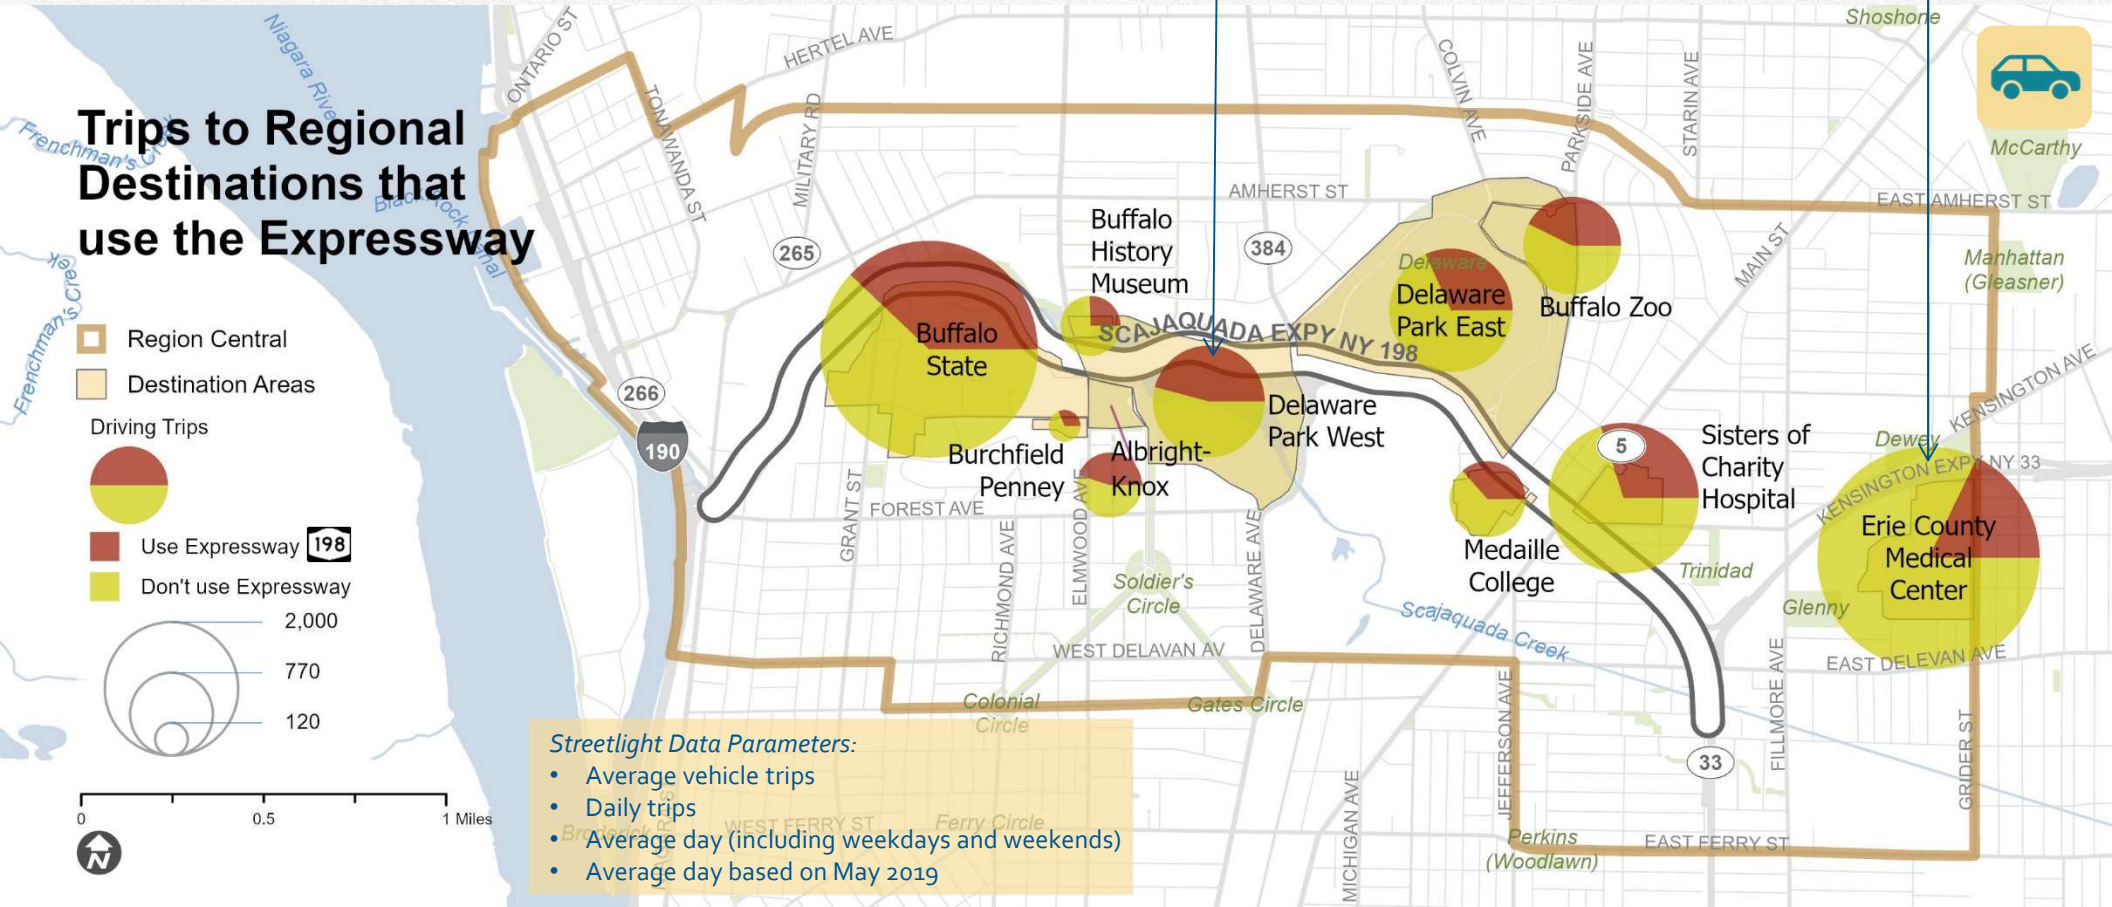 Trips to Regional
Destinations that
use the Expressway
Region Central
Destination Areas
Driving Trips
Use Expressway 198
Don't use Expressway
2,000
770
120
0
0.5
1 Miles
N
Niagara River
Frenchman's Creek
Frenchman's Creek
Black Rock Canal
ONTARIO ST
TONAWANDA ST
HERTEL AVE
MILITARY RD
265
266
190
AMHERST ST
384
COLVIN AVE
PARKSIDE AVE
STARIN AVE
Shoshone
McCarthy
EAST AMHERST ST
MAIN ST
Manhattan
(Gleasner)
Buffalo
History
Museum
SCAJAQUADA EXPY NY 198
Buffalo
State
Delaware
Delaware
Park East
Buffalo Zoo
Delaware
Park West
Burchfield
Penney
Albright-
Knox
5
Sisters of
Charity
Hospital
Medaille
College
Dewey
KENSINGTON AVE
KENSINGTON EXPY NY 33
Erie County
Medical
Center
GRANT ST
FOREST AVE
RICHMOND AVE
ELMWOOD AVE
DELAWARE AVE
Soldier's
Circle
WEST DELAVAN AV
Scajaquada Creek
Trinidad
Glenny
EAST DELEVAN AVE
Colonial
Circle
Gates Circle
JEFFERSON AVE
FILLMORE AVE
GRIDER ST
33
MICHIGAN AVE
Perkins
(Woodlawn)
EAST FERRY ST
WEST FERRY ST
Ferry Circle
Streetlight Data Parameters:
• Average vehicle trips
• Daily trips
• Average day (including weekdays and weekends)
• Average day based on May 2019